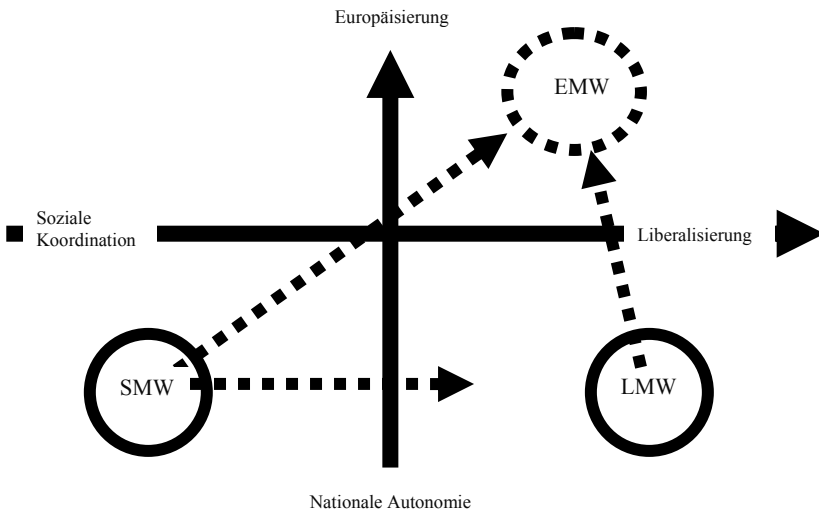 Europäisierung
EMW
Soziale
Koordination
Liberalisierung
SMW
LMW
Nationale Autonomie